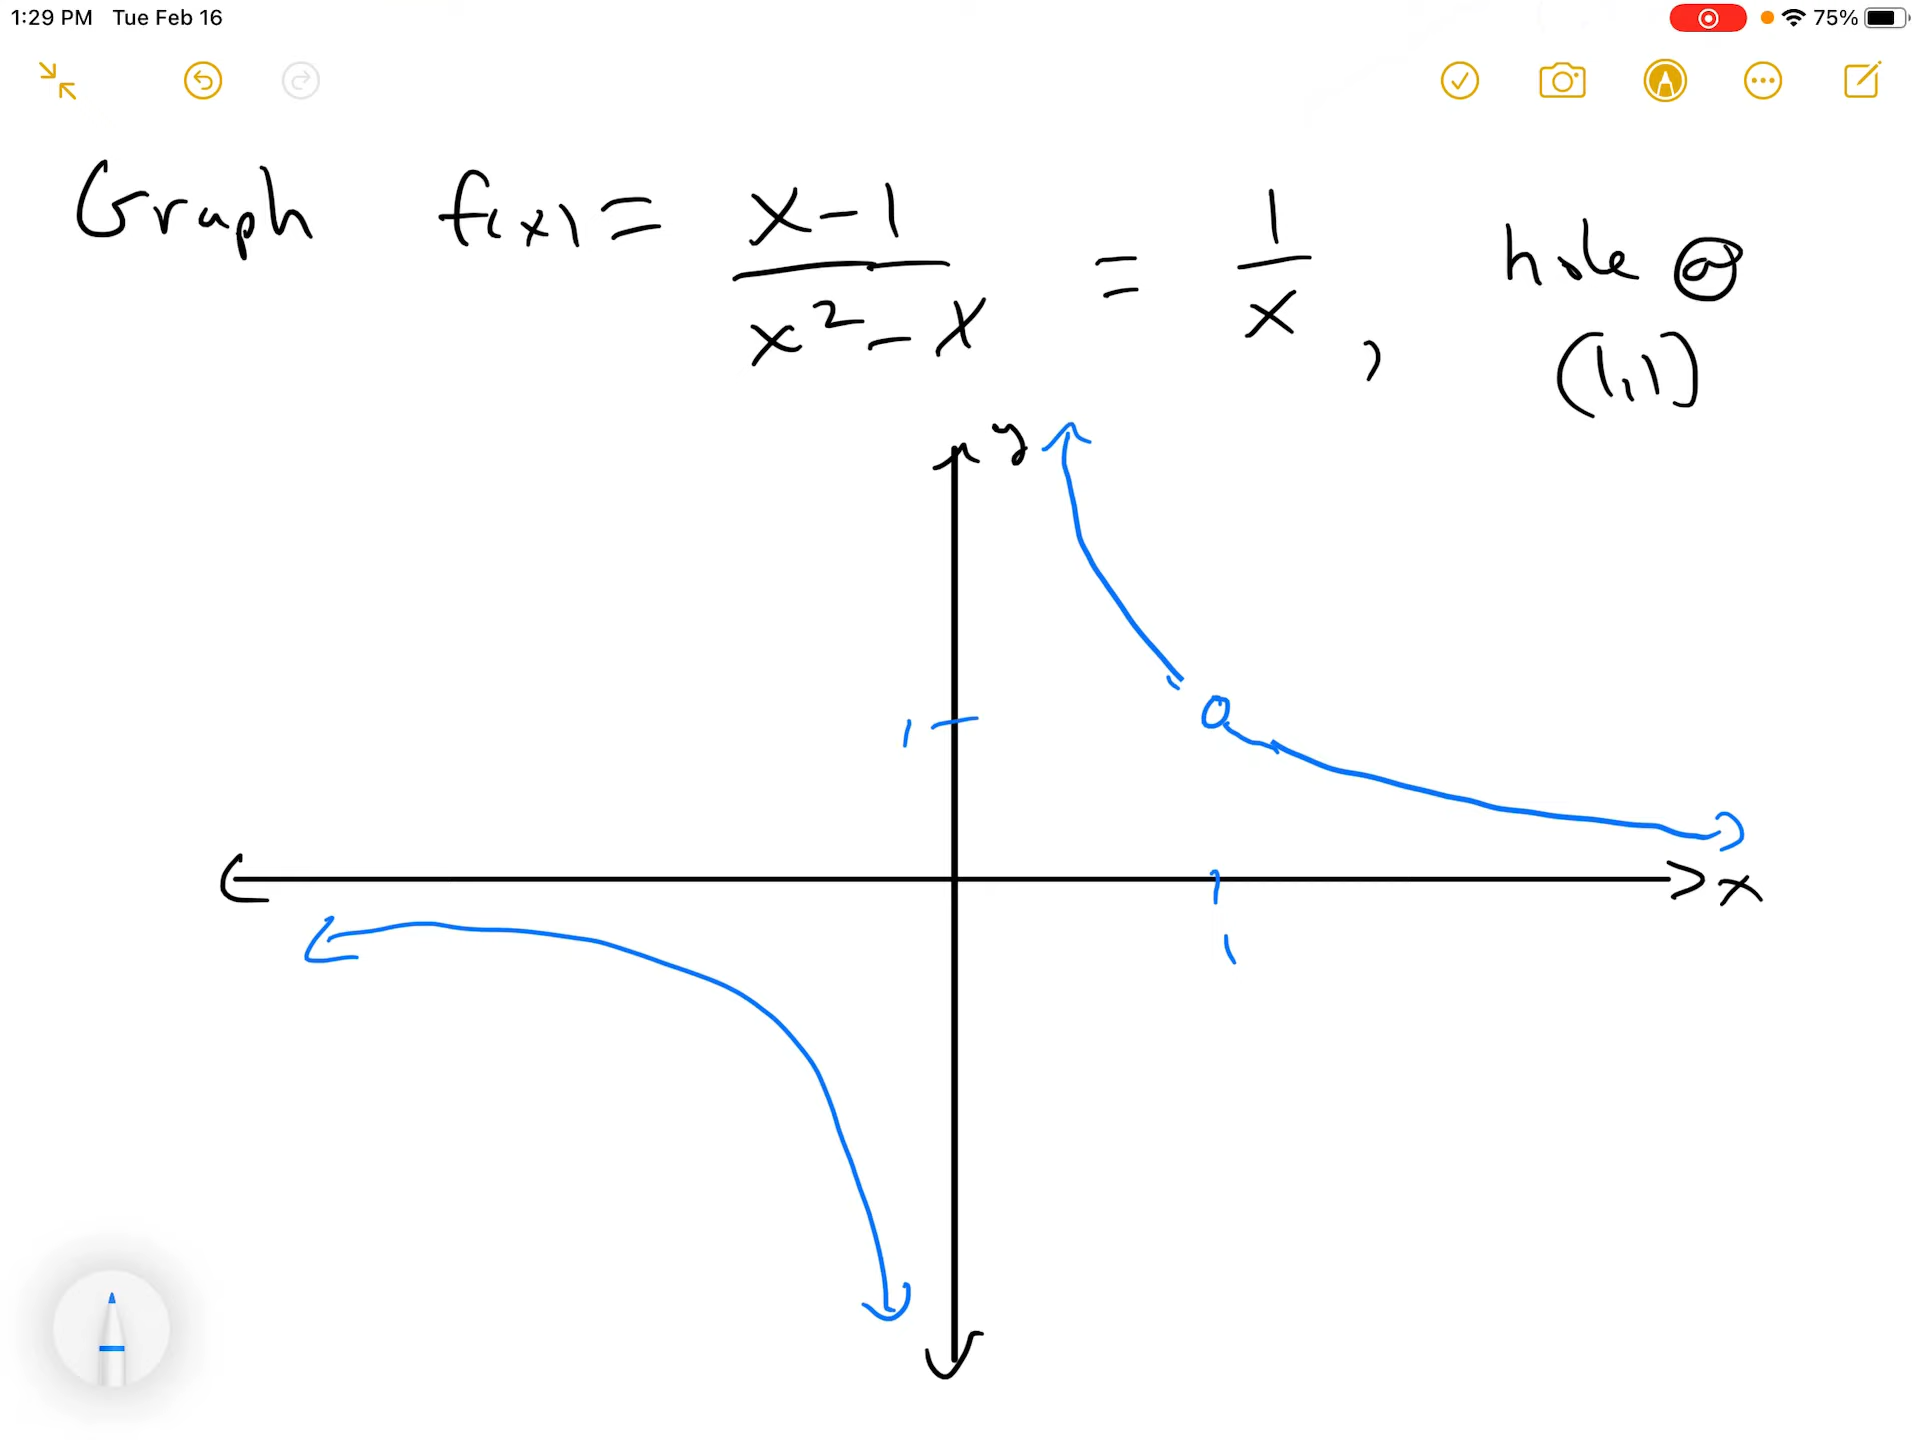 1:29 PM Tue Feb 16 75%
Graph f(x) = x-1 / x² - x = 1/x , hole @
(1,1)
y
1
x
1